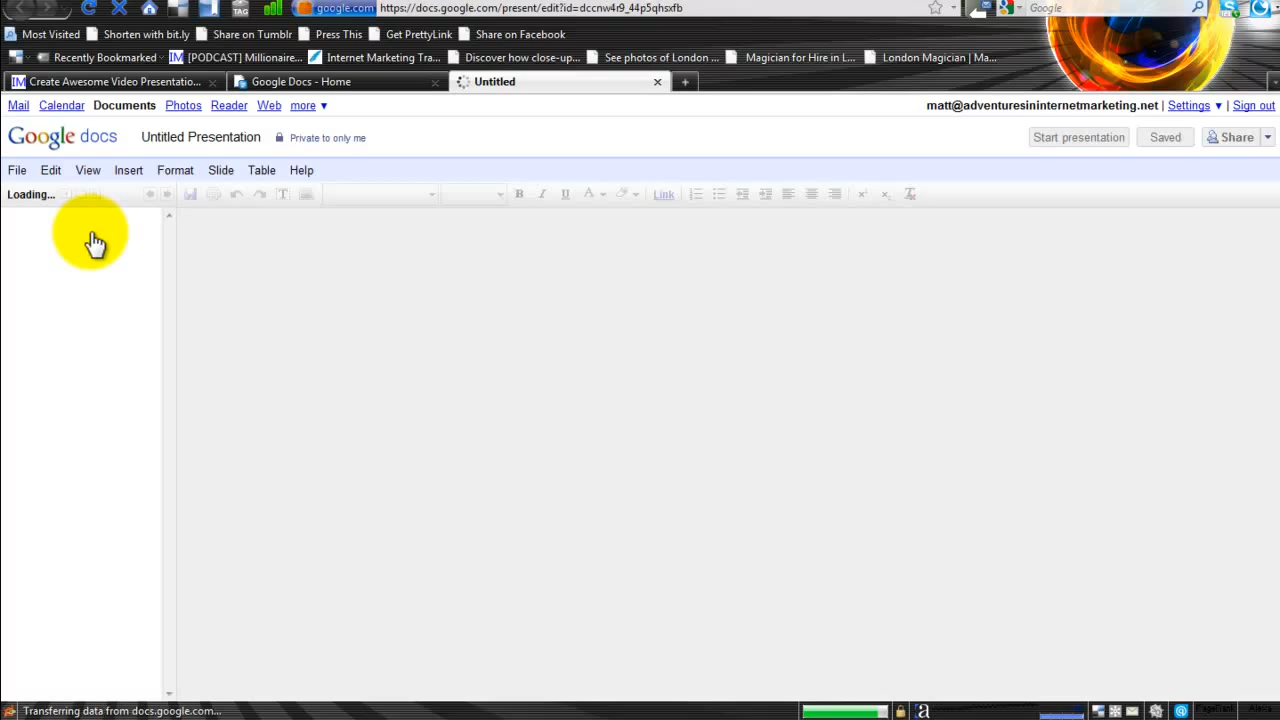 google.com https://docs.google.com/present/edit?id=dccnw4r9_44p5qhsxfb Google
TAG
Most Visited Shorten with bit.ly Share on Tumblr Press This Get PrettyLink Share on Facebook
Recently Bookmarked IM [PODCAST] Millionaire... Internet Marketing Tra... Discover how close-up... See photos of London ... Magician for Hire in L... London Magician | Ma...
IM Create Awesome Video Presentatio... Google Docs - Home Untitled
Mail Calendar Documents Photos Reader Web more ▼ matt@adventuresininternetmarketing.net | Settings ▼ | Sign out
Google docs Untitled Presentation Private to only me Start presentation Saved Share
File Edit View Insert Format Slide Table Help
Loading... T B I U A Link
Transferring data from docs.google.com... a PageRank Alexa